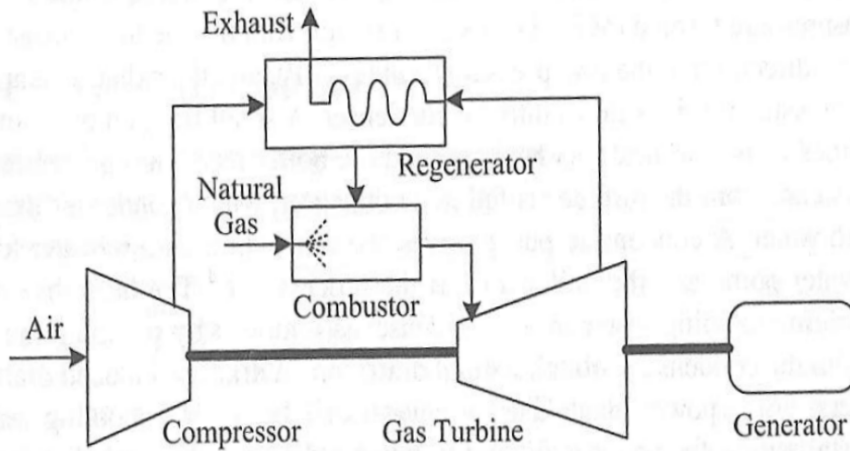 Exhaust
Regenerator
Natural
Gas
Combustor
Air
Compressor
Gas Turbine
Generator